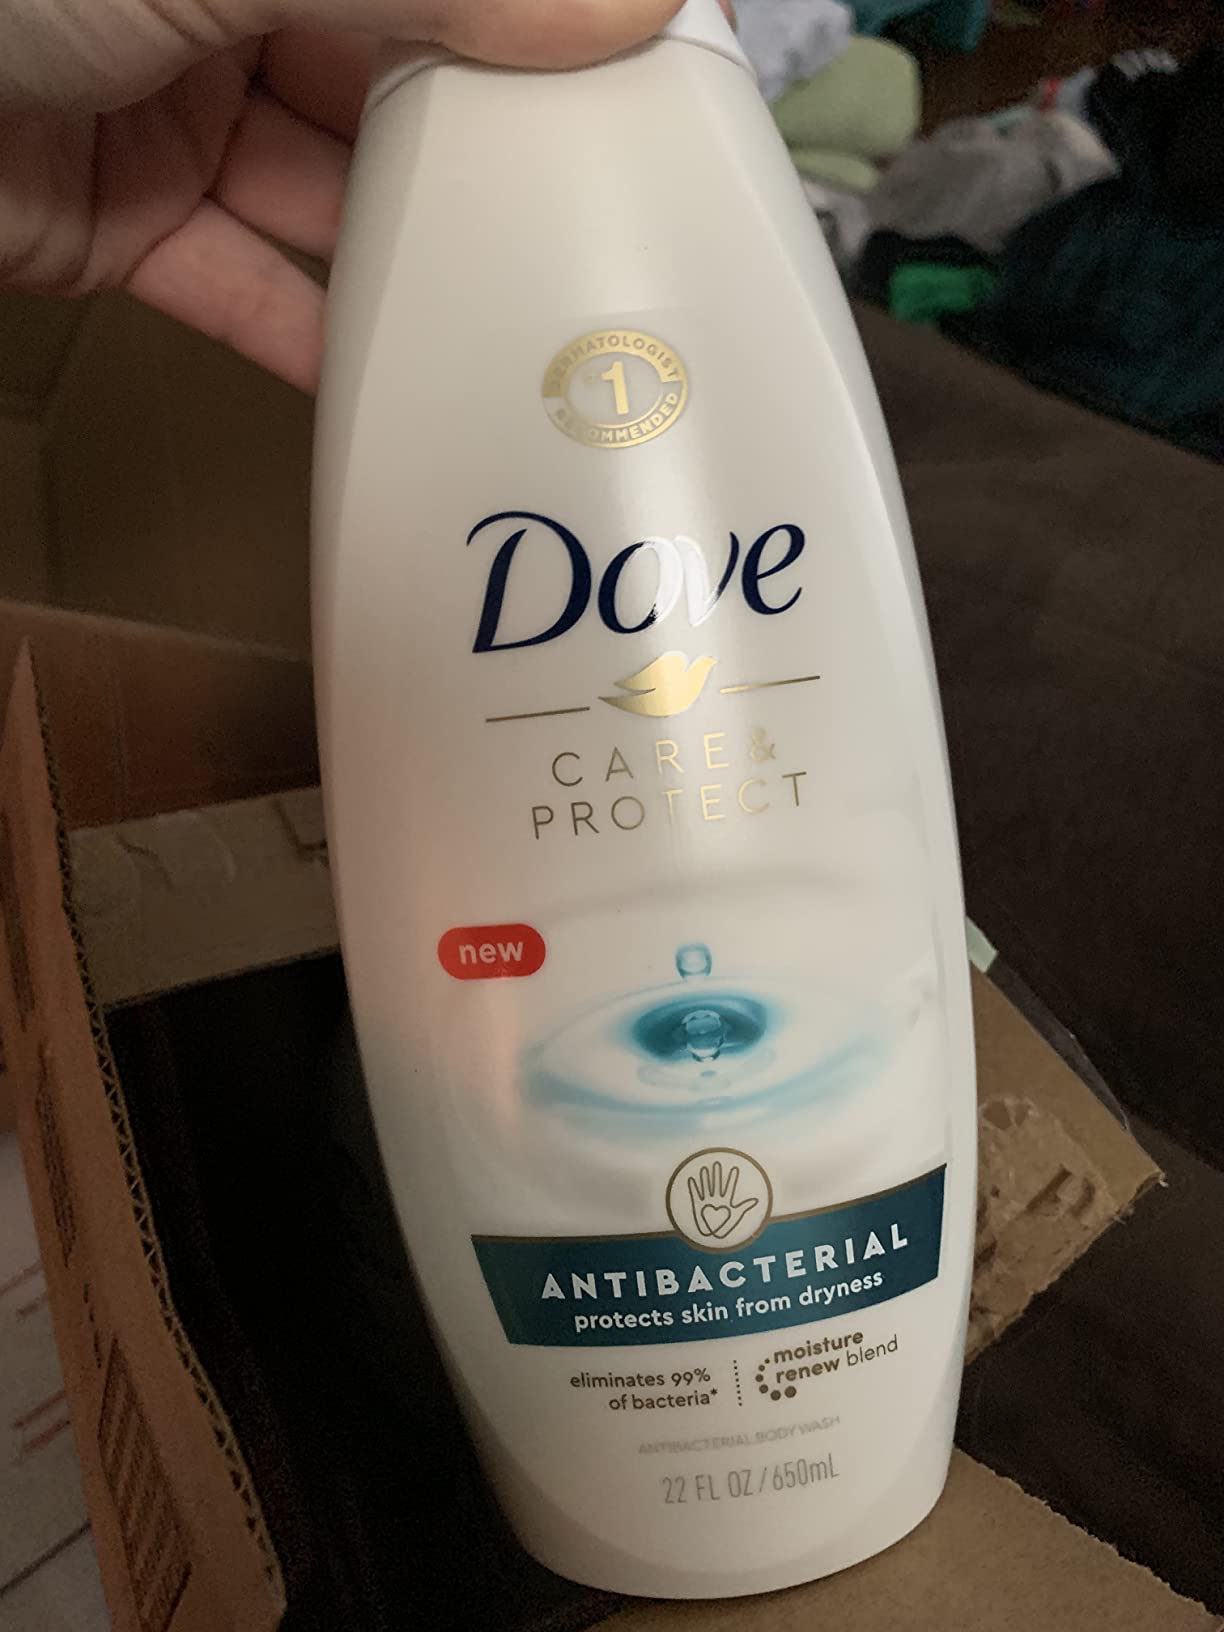 DERMATOLOGIST
#1
RECOMMENDED
Dove
CARE &
PROTECT
new
ANTIBACTERIAL
protects skin from dryness
eliminates 99%
of bacteria*
moisture
renew blend
ANTIBACTERIAL BODY WASH
22 FL OZ/650mL